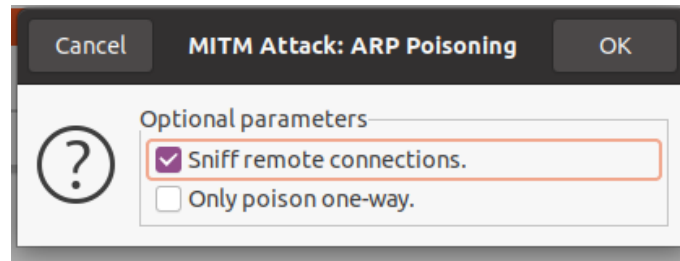 Cancel MITM Attack: ARP Poisoning OK
Optional parameters
Sniff remote connections.
Only poison one-way.